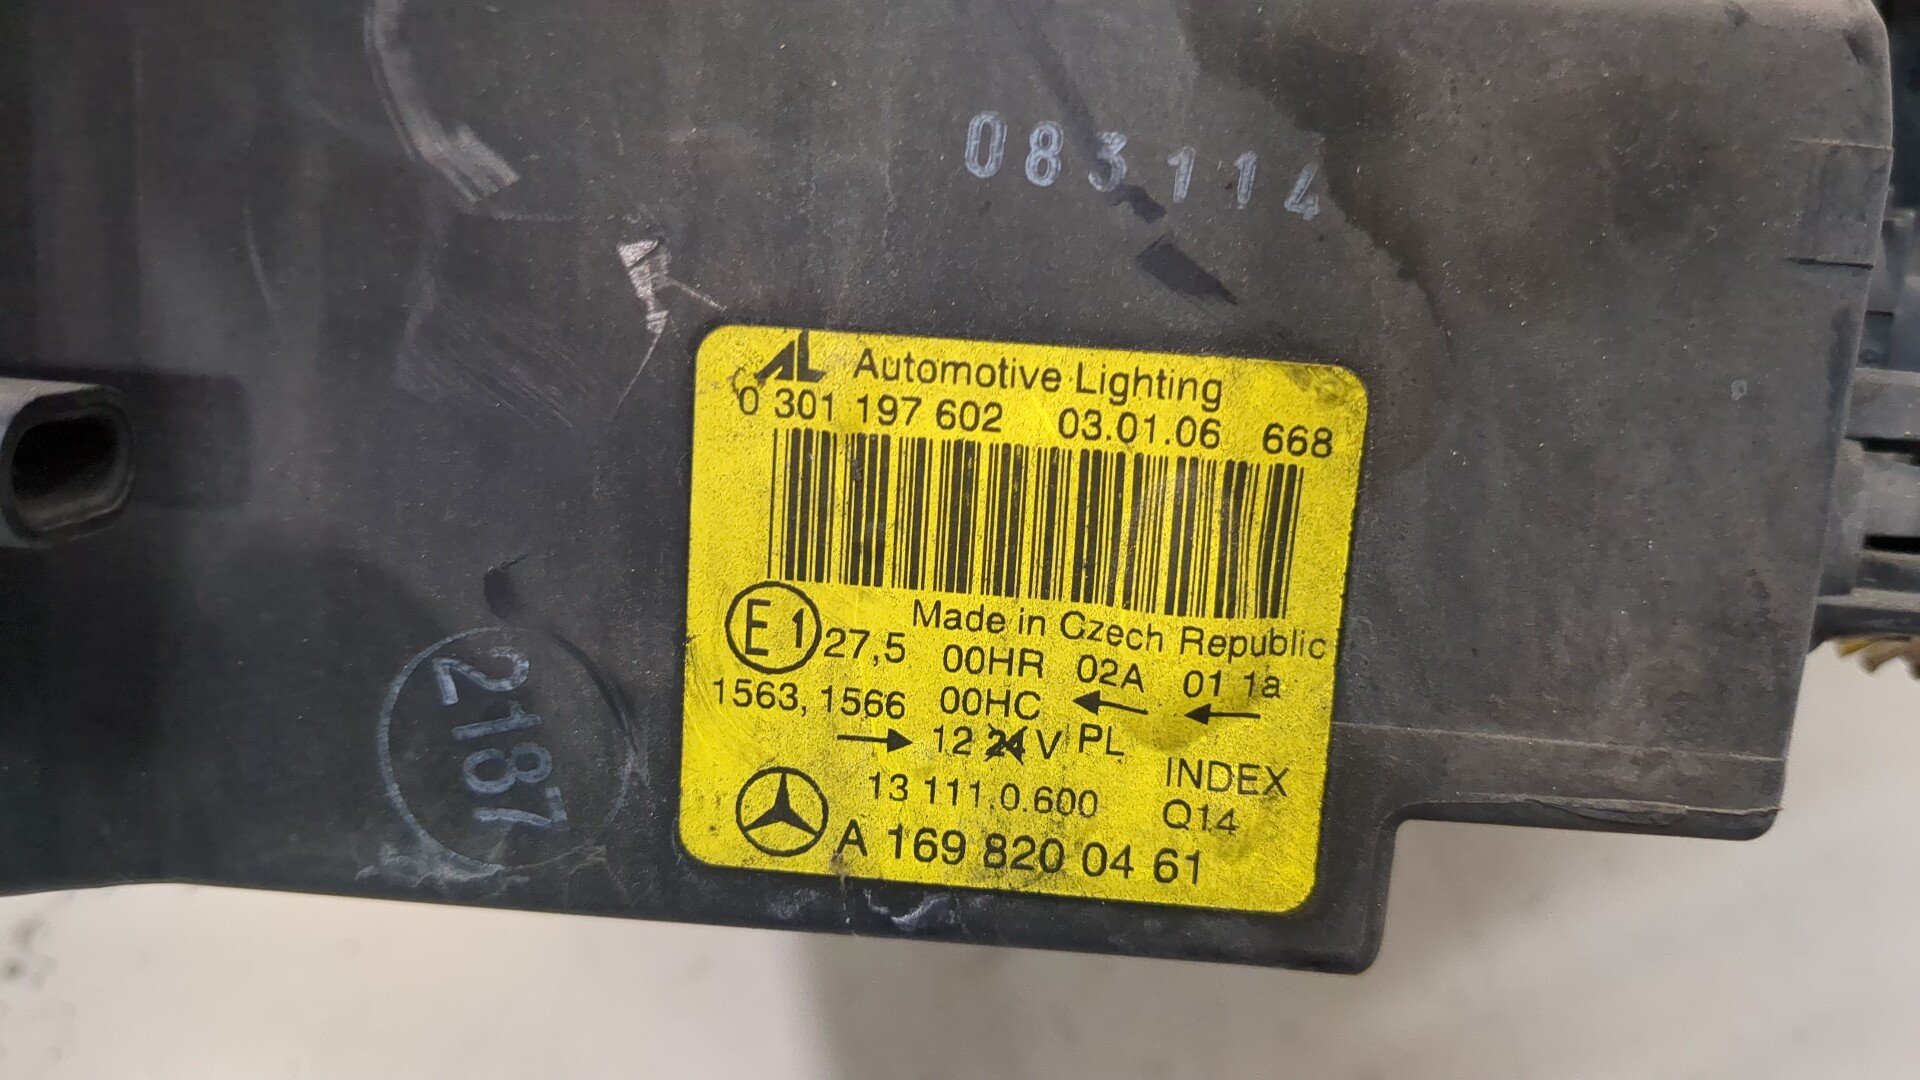 083114
AL Automotive Lighting
0 301 197 602 03.01.06 668
Made in Czech Republic
E1 27,5 00HR 02A 01 1a
1563, 1566 00HC ← ←
→ 12 24 V PL
13 111.0.600 INDEX
Q14
A 169 820 04 61
2187